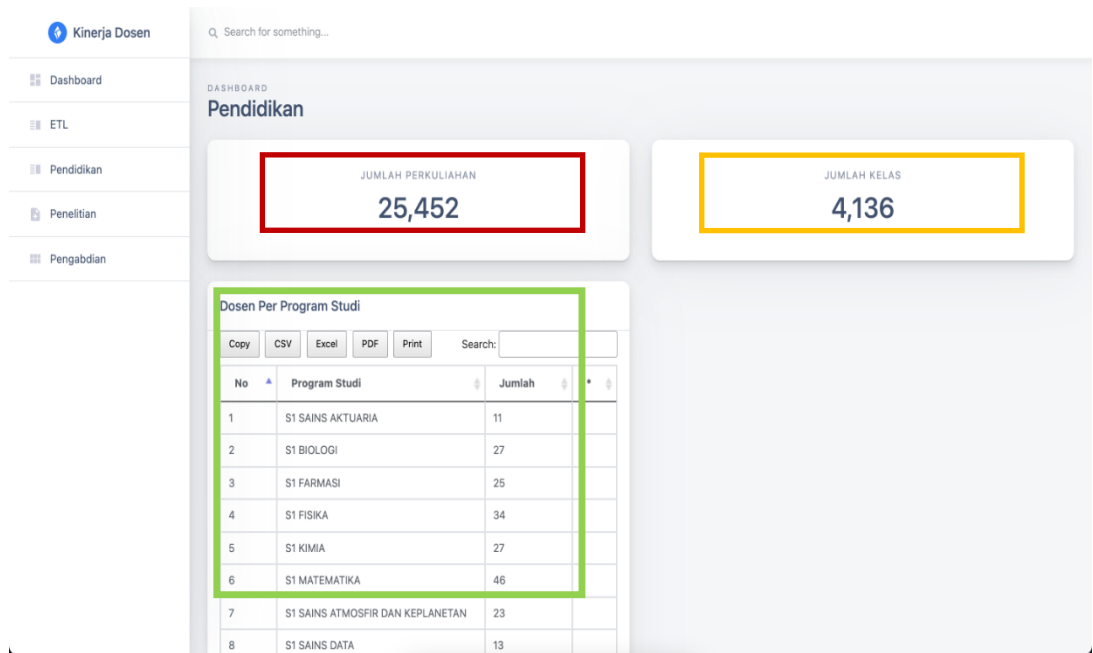 Kinerja Dosen
Search for something...
Dashboard
ETL
Pendidikan
Penelitian
Pengabdian
DASHBOARD
Pendidikan
JUMLAH PERKULIAHAN
25,452
JUMLAH KELAS
4,136
Dosen Per Program Studi
Copy CSV Excel PDF Print Search:
No Program Studi Jumlah *
1 S1 SAINS AKTUARIA 11
2 S1 BIOLOGI 27
3 S1 FARMASI 25
4 S1 FISIKA 34
5 S1 KIMIA 27
6 S1 MATEMATIKA 46
7 S1 SAINS ATMOSFIR DAN KEPLANETAN 23
8 S1 SAINS DATA 13